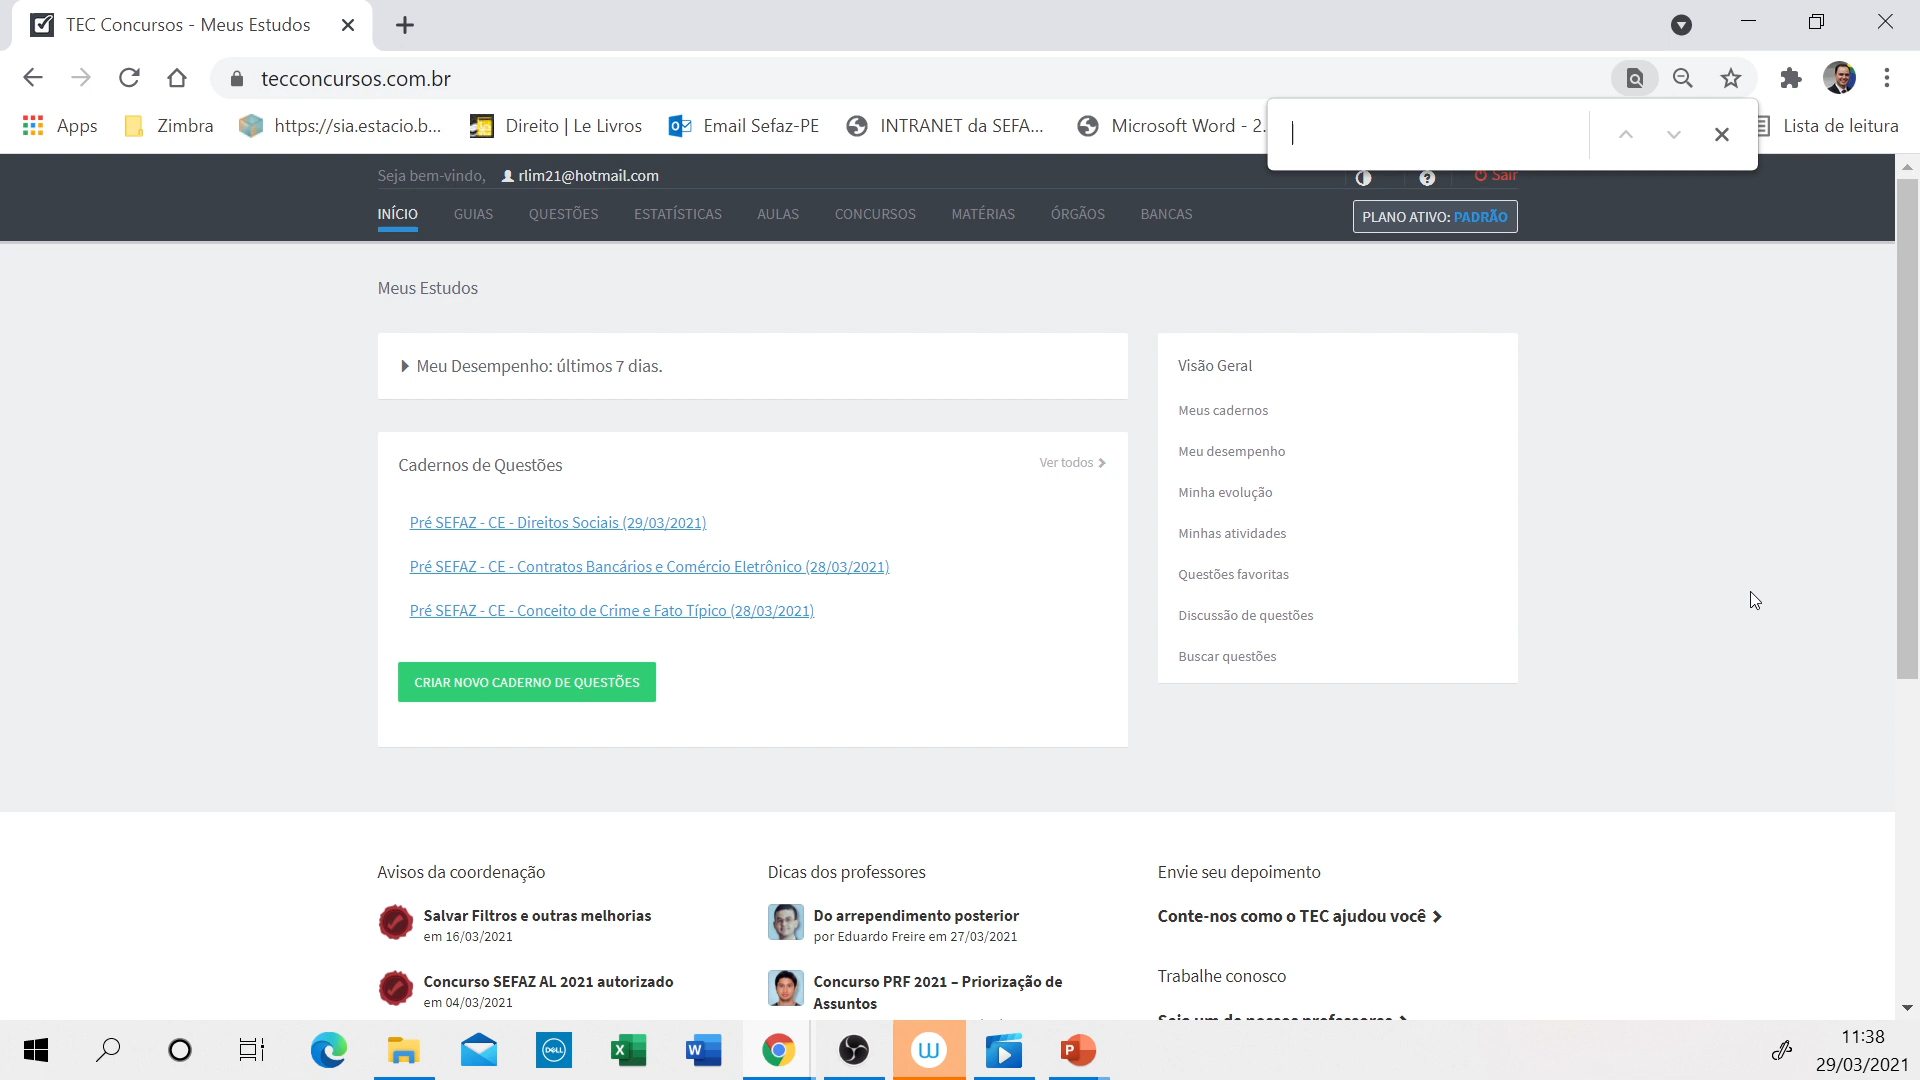 TEC Concursos - Meus Estudos
tecconcursos.com.br
Apps
Zimbra
https://sia.estacio.b...
Direito | Le Livros
Email Sefaz-PE
INTRANET da SEFA...
Microsoft Word - 2.
Lista de leitura
Seja bem-vindo, rlim21@hotmail.com
Sair
INÍCIO GUIAS QUESTÕES ESTATÍSTICAS AULAS CONCURSOS MATÉRIAS ÓRGÃOS BANCAS
PLANO ATIVO: PADRÃO
Meus Estudos
Meu Desempenho: últimos 7 dias.
Cadernos de Questões
Ver todos
Pré SEFAZ - CE - Direitos Sociais (29/03/2021)
Pré SEFAZ - CE - Contratos Bancários e Comércio Eletrônico (28/03/2021)
Pré SEFAZ - CE - Conceito de Crime e Fato Típico (28/03/2021)
CRIAR NOVO CADERNO DE QUESTÕES
Visão Geral
Meus cadernos
Meu desempenho
Minha evolução
Minhas atividades
Questões favoritas
Discussão de questões
Buscar questões
Avisos da coordenação
Salvar Filtros e outras melhorias
em 16/03/2021
Concurso SEFAZ AL 2021 autorizado
em 04/03/2021
Dicas dos professores
Do arrependimento posterior
por Eduardo Freire em 27/03/2021
Concurso PRF 2021 – Priorização de
Assuntos
Envie seu depoimento
Conte-nos como o TEC ajudou você
Trabalhe conosco
Seja um de nossos professores
DELL
11:38
29/03/2021